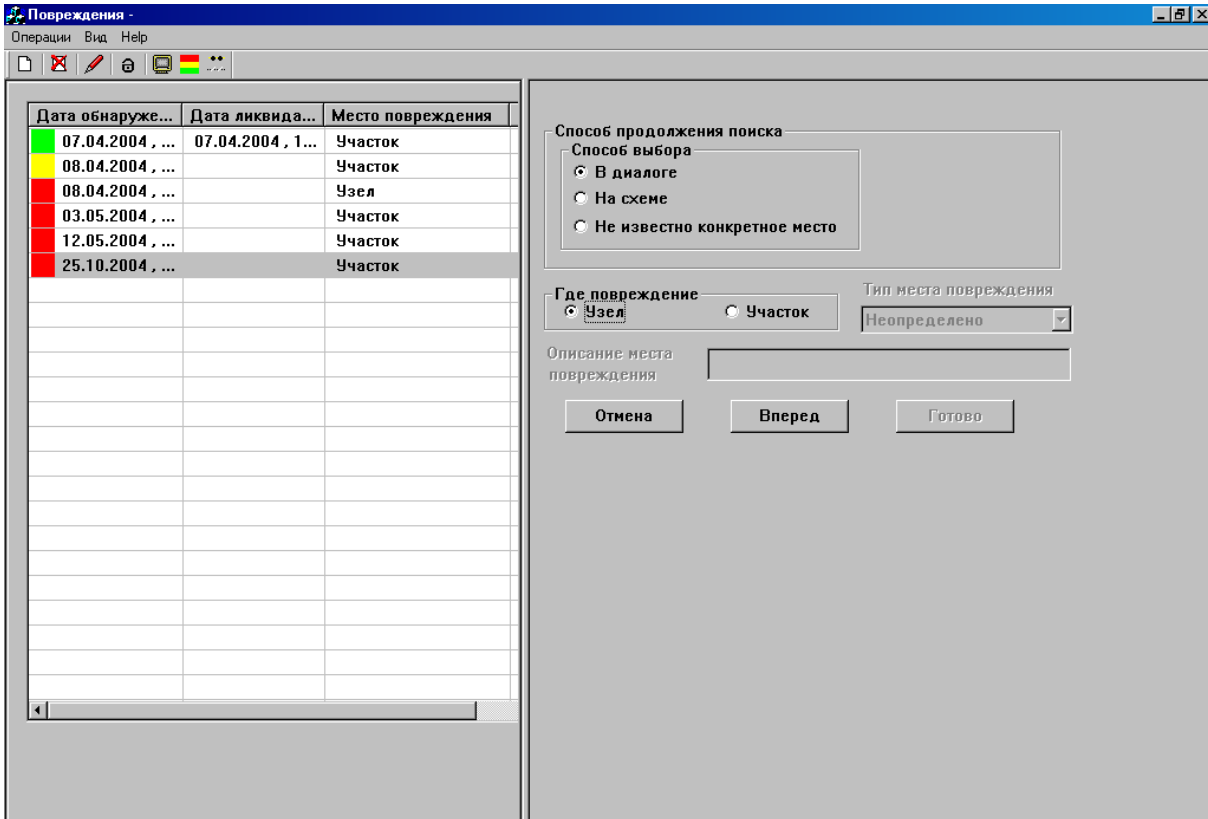 Повреждения -
Операции Вид Help
Дата обнаруже... Дата ликвида... Место повреждения
07.04.2004 , ... 07.04.2004 , 1... Участок
08.04.2004 , ... Участок
08.04.2004 , ... Узел
03.05.2004 , ... Участок
12.05.2004 , ... Участок
25.10.2004 , ... Участок
Способ продолжения поиска
Способ выбора
В диалоге
На схеме
Не известно конкретное место
Где повреждение
Узел Участок
Тип места повреждения
Неопределено
Описание места
повреждения
Отмена Вперед Готово